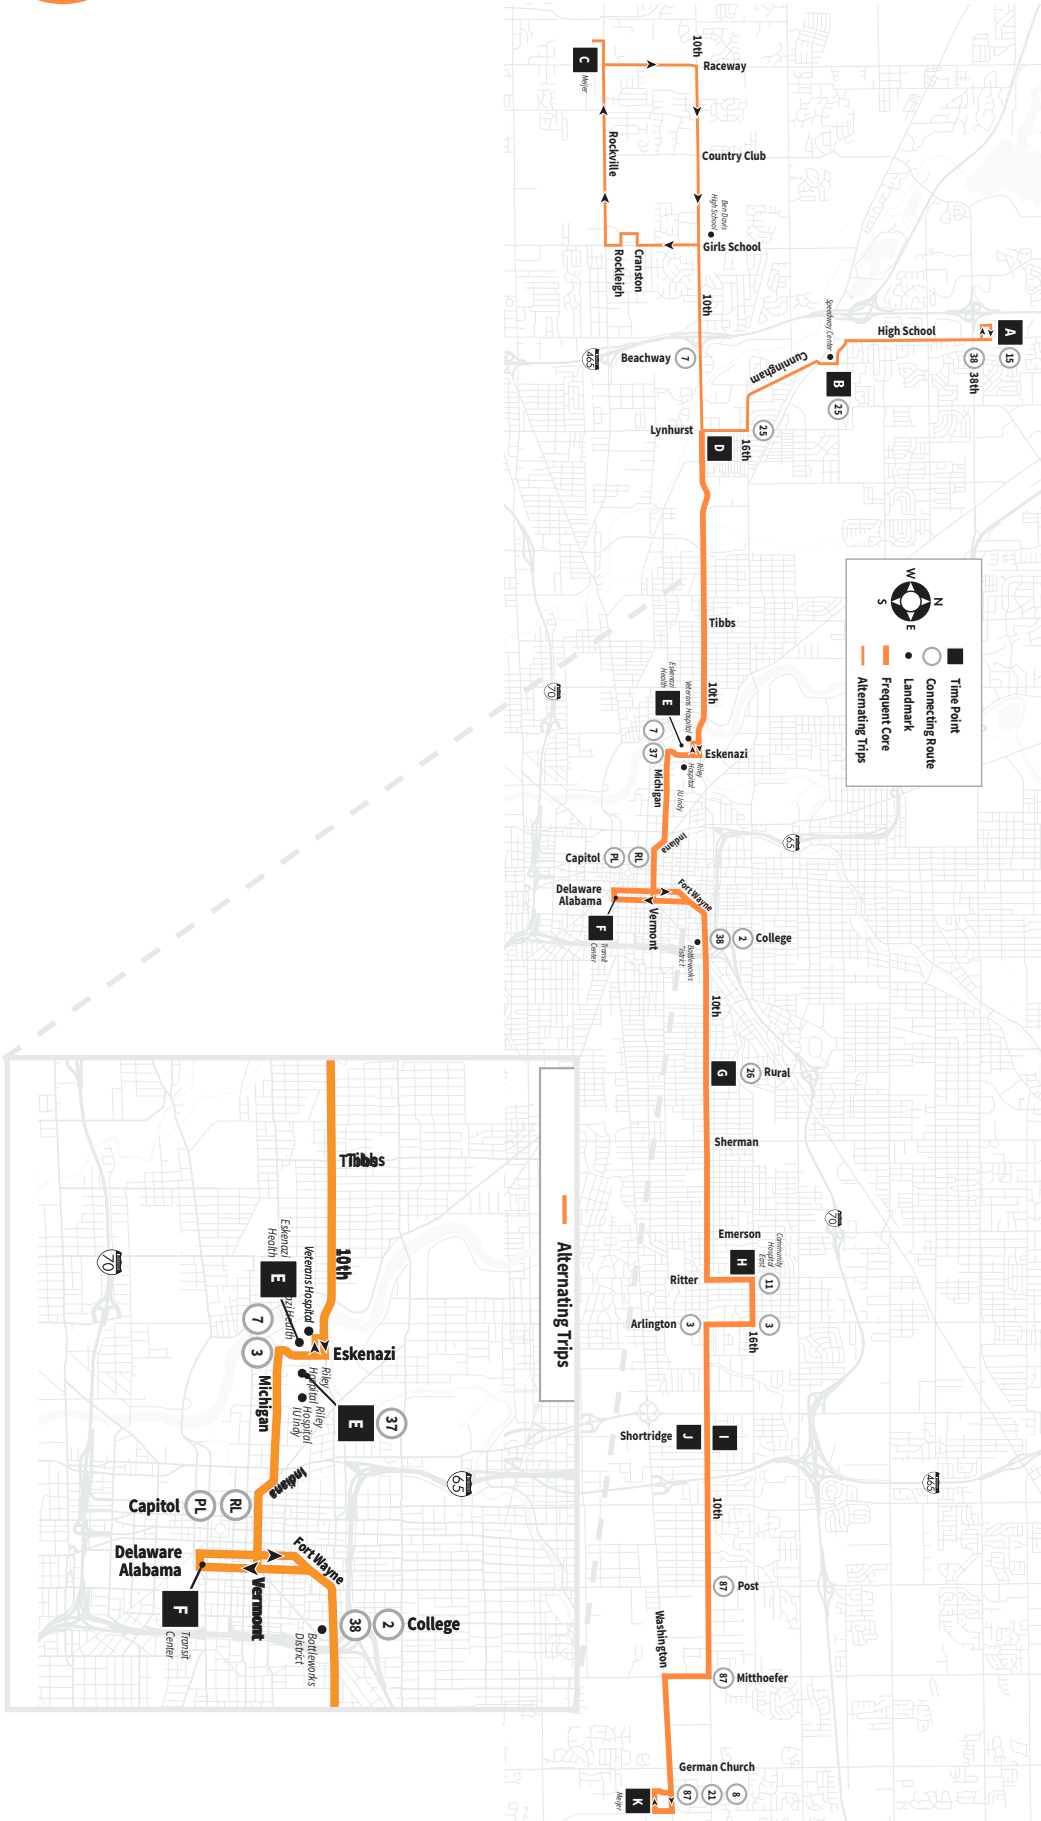 10th
Raceway
C
Meijer
Rockville
Country Club
Ben Davis
High School
Girls School
Cranston
Rockleigh
10th
Speedway Center
High School
A
15
38
38th
465
Beachway
7
Cunningham
B
25
Lynhurst
25
16th
D
W
N
S
E
Time Point
Connecting Route
Landmark
Frequent Core
Alternating Trips
Tibbs
10th
Eskenazi
Health
Veterans Hospital
E
70
7
37
Eskenazi
Riley
Hospital
IU Indy
Michigan
65
Indiana
Capitol
PL
RL
Delaware
Alabama
Fort Wayne
Vermont
F
Transit
Center
38
2
College
Bottleworks
District
10th
G
26
Rural
Sherman
70
Emerson
H
Community
Hospital
East
Ritter
11
Arlington
3
3
16th
Shortridge
J
I
465
10th
87
Post
Washington
87
Mitthoefer
German Church
87
21
8
K
Meijer
Alternating Trips
Tibbs
10th
Eskenazi
Health
Veterans Hospital
E
70
7
3
Eskenazi
Riley
Hospital
Riley
Hospital
IU Indy
E
37
Michigan
65
Indiana
Capitol
PL
RL
Delaware
Alabama
Fort Wayne
Vermont
F
Transit
Center
38
2
College
Bottleworks
District